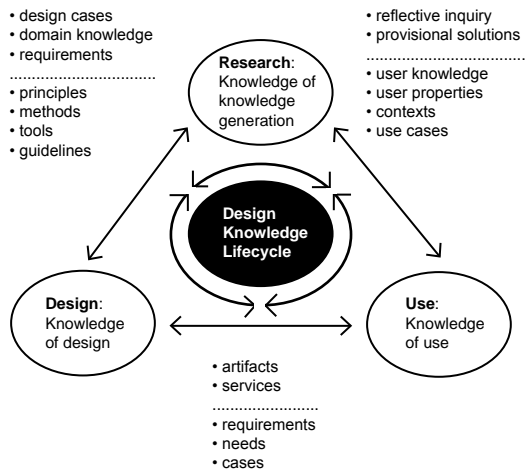 • design cases
• domain knowledge
• requirements
..................................
• principles
• methods
• tools
• guidelines
• reflective inquiry
• provisional solutions
.....................................
• user knowledge
• user properties
• contexts
• use cases
Research:
Knowledge of
knowledge
generation
Design
Knowledge
Lifecycle
Design:
Knowledge
of design
Use:
Knowledge
of use
• artifacts
• services
........................
• requirements
• needs
• cases